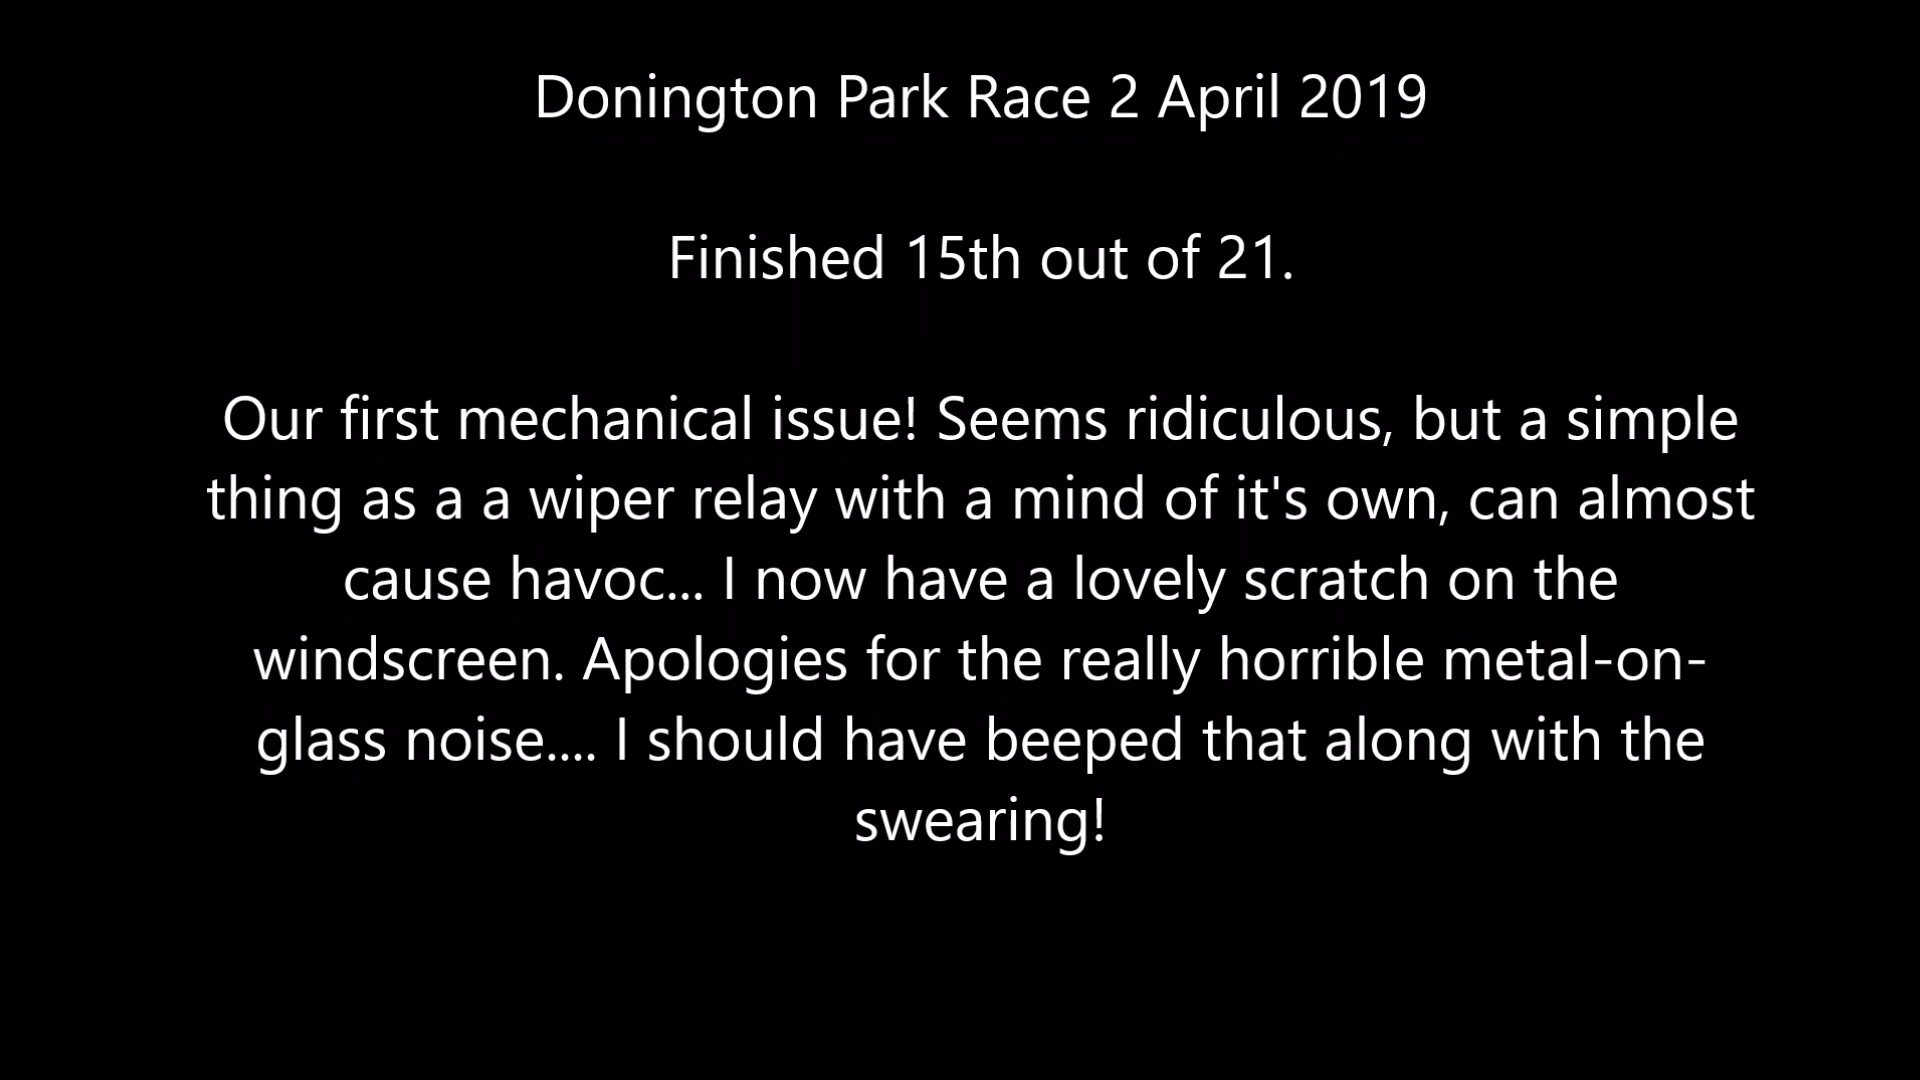 Donington Park Race 2 April 2019
Finished 15th out of 21.
Our first mechanical issue! Seems ridiculous, but a simple
thing as a a wiper relay with a mind of it's own, can almost
cause havoc... I now have a lovely scratch on the
windscreen. Apologies for the really horrible metal-on-
glass noise.... I should have beeped that along with the
swearing!